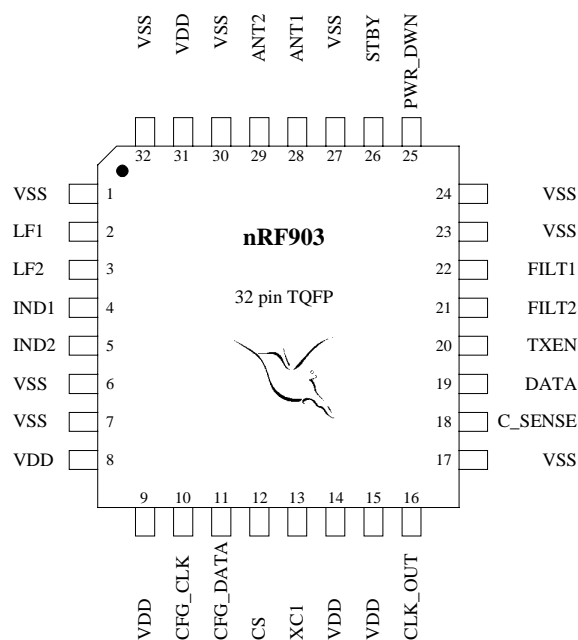 VSS VDD VSS ANT2 ANT1 VSS STBY PWR_DWN
32 31 30 29 28 27 26 25
VSS 1 24 VSS
LF1 2 nRF903 23 VSS
LF2 3 22 FILT1
32 pin TQFP
IND1 4 21 FILT2
IND2 5 20 TXEN
VSS 6 19 DATA
VSS 7 18 C_SENSE
VDD 8 17 VSS
9 10 11 12 13 14 15 16
VDD CFG_CLK CFG_DATA CS XC1 VDD VDD CLK_OUT